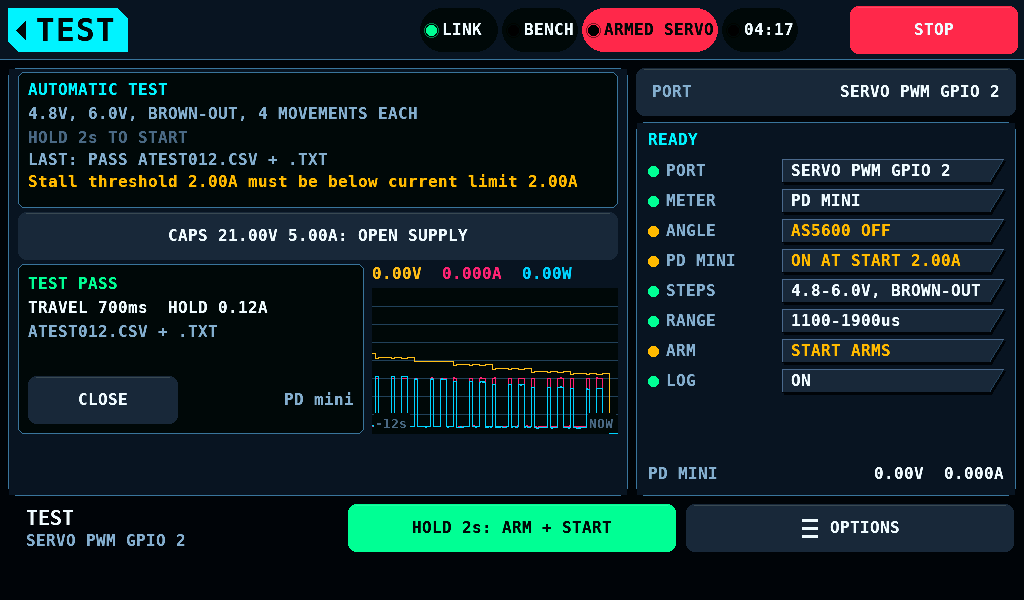 TEST
LINK
BENCH
ARMED SERVO
04:17
STOP
AUTOMATIC TEST
4.8V, 6.0V, BROWN-OUT, 4 MOVEMENTS EACH
HOLD 2s TO START
LAST: PASS ATEST012.CSV + .TXT
Stall threshold 2.00A must be below current limit 2.00A
CAPS 21.00V 5.00A: OPEN SUPPLY
TEST PASS
TRAVEL 700ms HOLD 0.12A
ATEST012.CSV + .TXT
CLOSE
PD mini
0.00V 0.000A 0.00W
-12s
NOW
PORT
SERVO PWM GPIO 2
READY
PORT SERVO PWM GPIO 2
METER PD MINI
ANGLE AS5600 OFF
PD MINI ON AT START 2.00A
STEPS 4.8-6.0V, BROWN-OUT
RANGE 1100-1900us
ARM START ARMS
LOG ON
PD MINI 0.00V 0.000A
TEST
SERVO PWM GPIO 2
HOLD 2s: ARM + START
OPTIONS